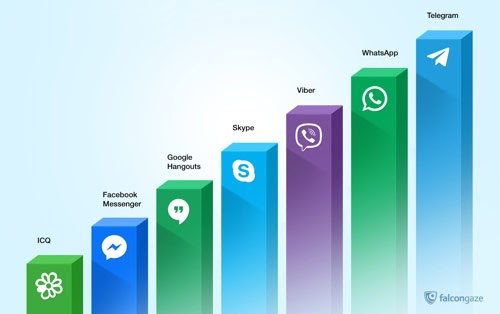 Telegram
WhatsApp
Viber
Skype
Google
Hangouts
Facebook
Messenger
ICQ
S
falcongaze